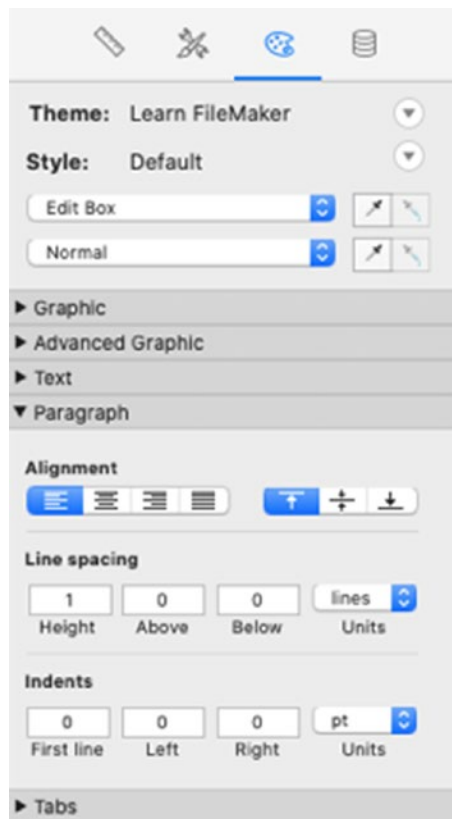 Theme: Learn FileMaker
Style: Default
Edit Box
Normal
Graphic
Advanced Graphic
Text
Paragraph
Alignment
Line spacing
1 0 0 lines
Height Above Below Units
Indents
0 0 0 pt
First line Left Right Units
Tabs